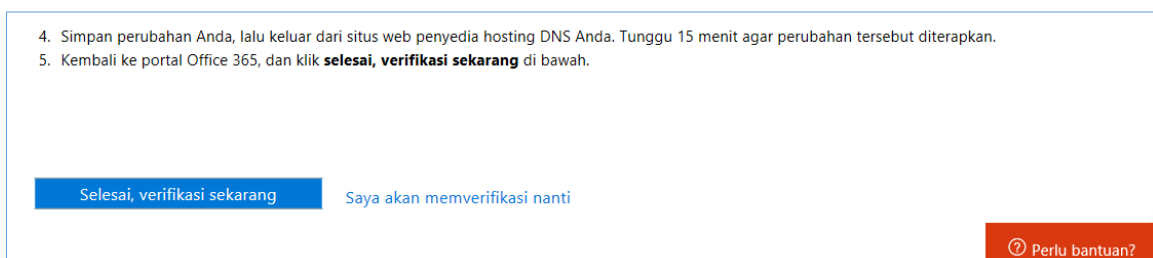 4. Simpan perubahan Anda, lalu keluar dari situs web penyedia hosting DNS Anda. Tunggu 15 menit agar perubahan tersebut diterapkan.
5. Kembali ke portal Office 365, dan klik selesai, verifikasi sekarang di bawah.
Selesai, verifikasi sekarang
Saya akan memverifikasi nanti
Perlu bantuan?